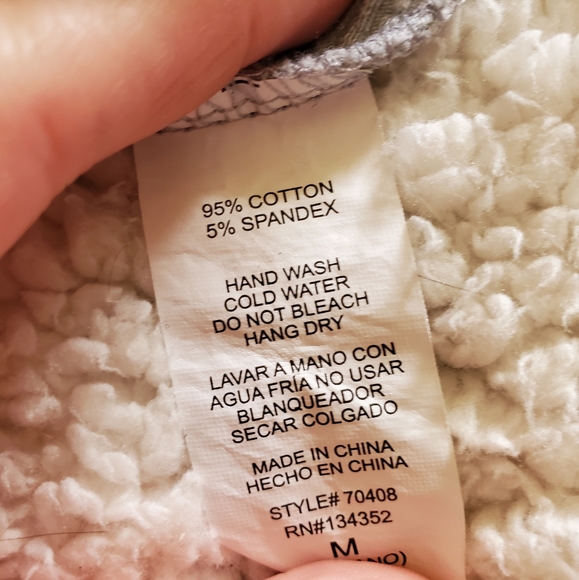 95% COTTON
5% SPANDEX
HAND WASH
COLD WATER
DO NOT BLEACH
HANG DRY
LAVAR A MANO CON
AGUA FRÍA NO USAR
BLANQUEADOR
SECAR COLGADO
MADE IN CHINA
HECHO EN CHINA
STYLE# 70408
RN#134352
M